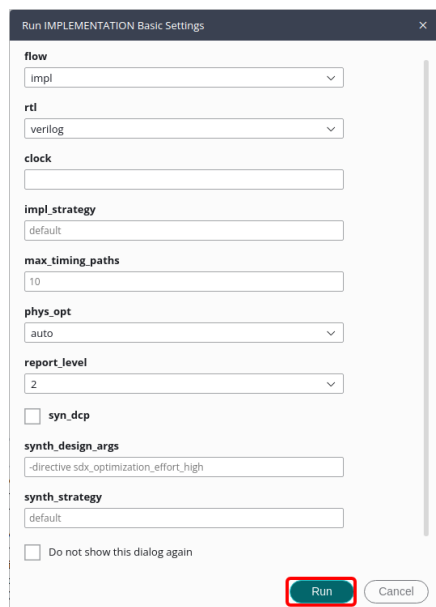 Run IMPLEMENTATION Basic Settings
flow
impl
rtl
verilog
clock
impl_strategy
default
max_timing_paths
10
phys_opt
auto
report_level
2
syn_dcp
synth_design_args
-directive sdx_optimization_effort_high
synth_strategy
default
Do not show this dialog again
Run Cancel